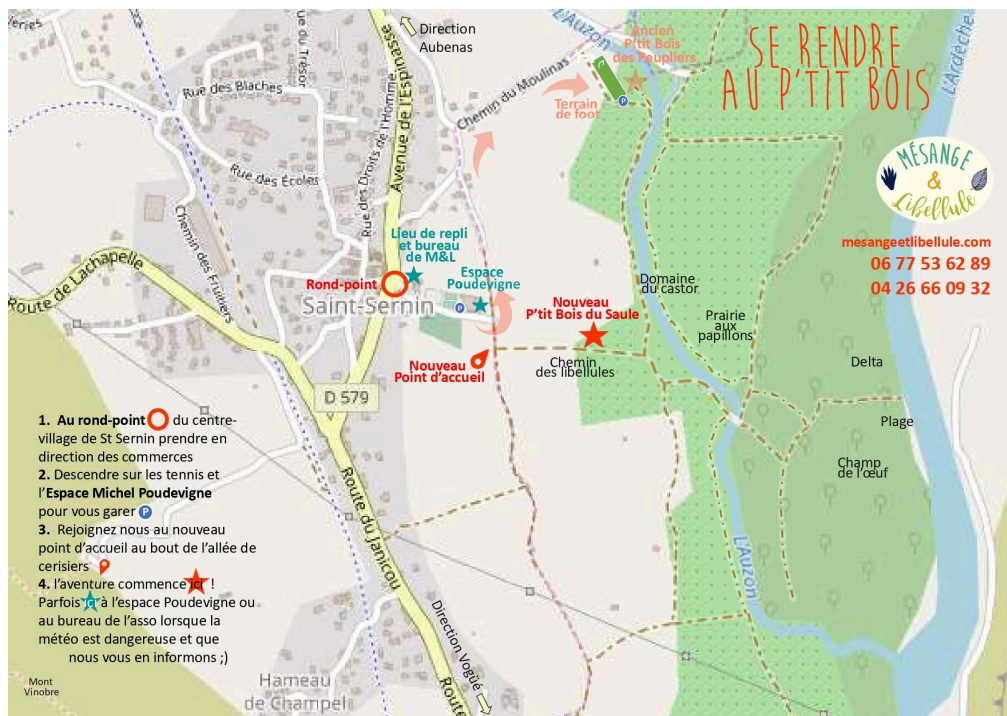 SE RENDRE
AU P'TIT BOIS
MÉSANGE
&
Libellule
mesangeetlibellule.com
06 77 53 62 89
04 26 66 09 32
Direction
Aubenas
L'Auzon
Ancien
P'tit Bois
des Peupliers
L'Ardèche
Rue du Trésor
Rue des Blâches
Chemin du Moulinas
Terrain
de foot
P
Avenue de l'Espinasse
Rue des Droits de l'Homme
Rue des Écoles
Chemin des Fruitiers
Route de Lachapelle
Lieu de repli
et bureau
de M&L
Espace
Poudevigne
Rond-point
Saint-Sernin
P
Nouveau
P'tit Bois du Saule
Domaine
du castor
Prairie
aux
papillons
Nouveau
Point d'accueil
Chemin
des libellules
Delta
D 579
Plage
Champ
de l'œuf
1. Au rond-point du centre-
village de St Sernin prendre en
direction des commerces
2. Descendre sur les tennis et
l'Espace Michel Poudevigne
pour vous garer P
3. Rejoignez nous au nouveau
point d'accueil au bout de l'allée de
cerisiers
4. l'aventure commence ici !
Parfois ici à l'espace Poudevigne ou
au bureau de l'asso lorsque la
météo est dangereuse et que
nous vous en informons ;)
Route du Janicou
L'Auzon
Direction Vogüé
Route
Hameau
de Champel
Mont
Vinobre